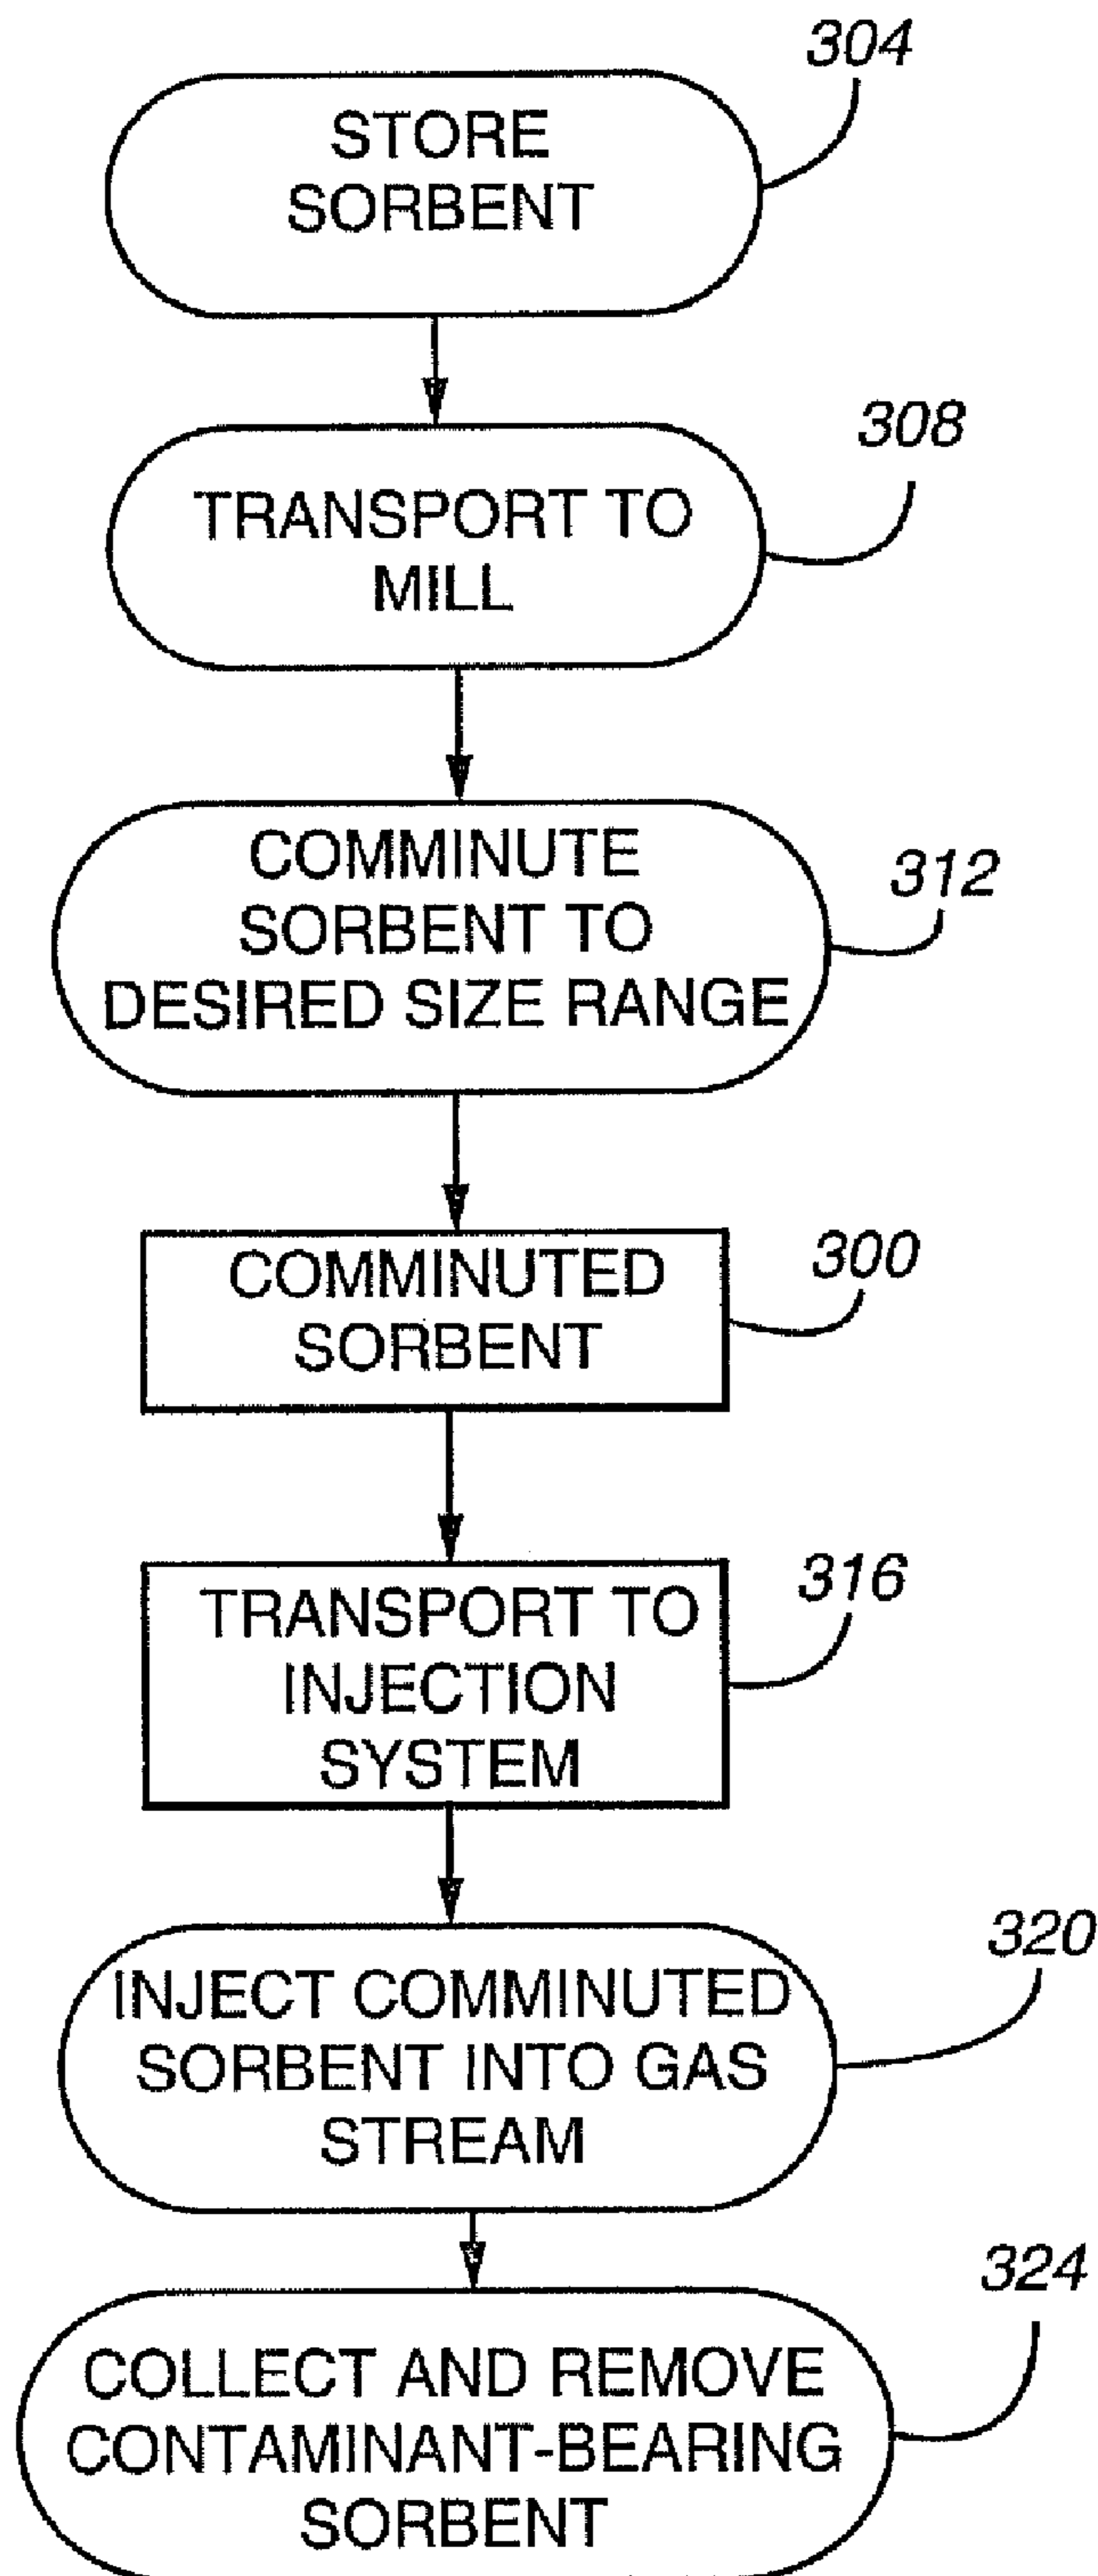 304
STORE
SORBENT
308
TRANSPORT TO
MILL
312
COMMINUTE
SORBENT TO
DESIRED SIZE RANGE
300
COMMINUTED
SORBENT
316
TRANSPORT TO
INJECTION
SYSTEM
320
INJECT COMMINUTED
SORBENT INTO GAS
STREAM
324
COLLECT AND REMOVE
CONTAMINANT-BEARING
SORBENT